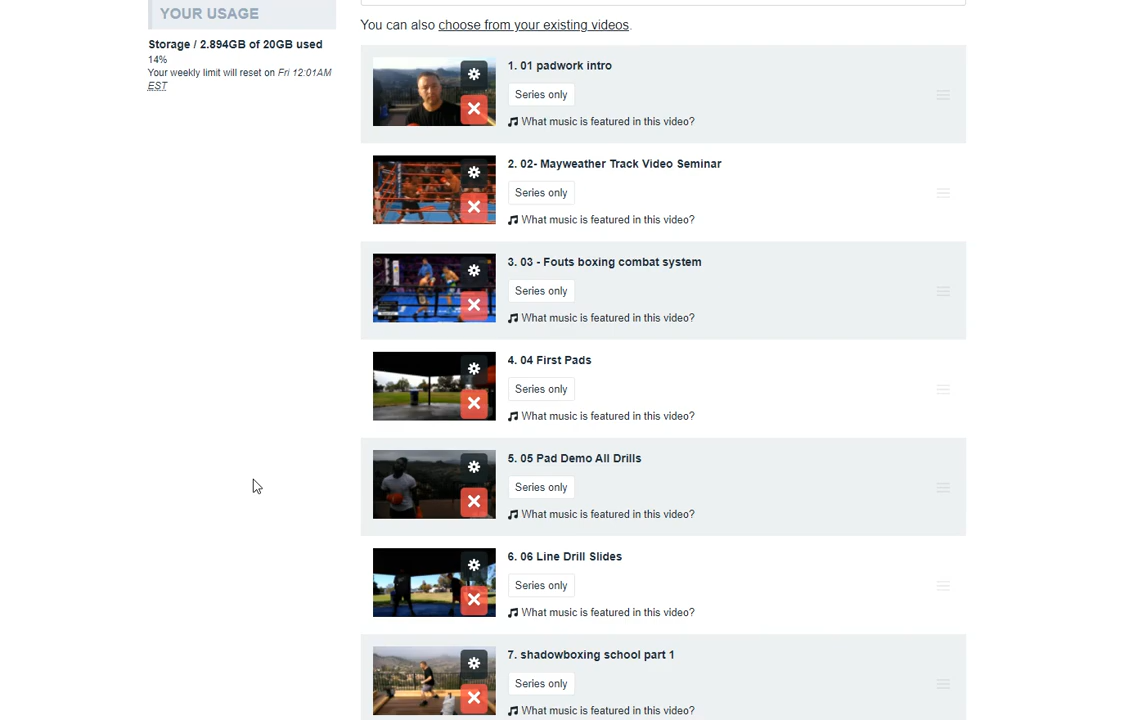 YOUR USAGE
Storage / 2.894GB of 20GB used
14%
Your weekly limit will reset on Fri 12:01AM
EST
You can also choose from your existing videos.
1. 01 padwork intro
Series only
What music is featured in this video?
2. 02- Mayweather Track Video Seminar
Series only
What music is featured in this video?
3. 03 - Fouts boxing combat system
Series only
What music is featured in this video?
4. 04 First Pads
Series only
What music is featured in this video?
5. 05 Pad Demo All Drills
Series only
What music is featured in this video?
6. 06 Line Drill Slides
Series only
What music is featured in this video?
7. shadowboxing school part 1
Series only
What music is featured in this video?